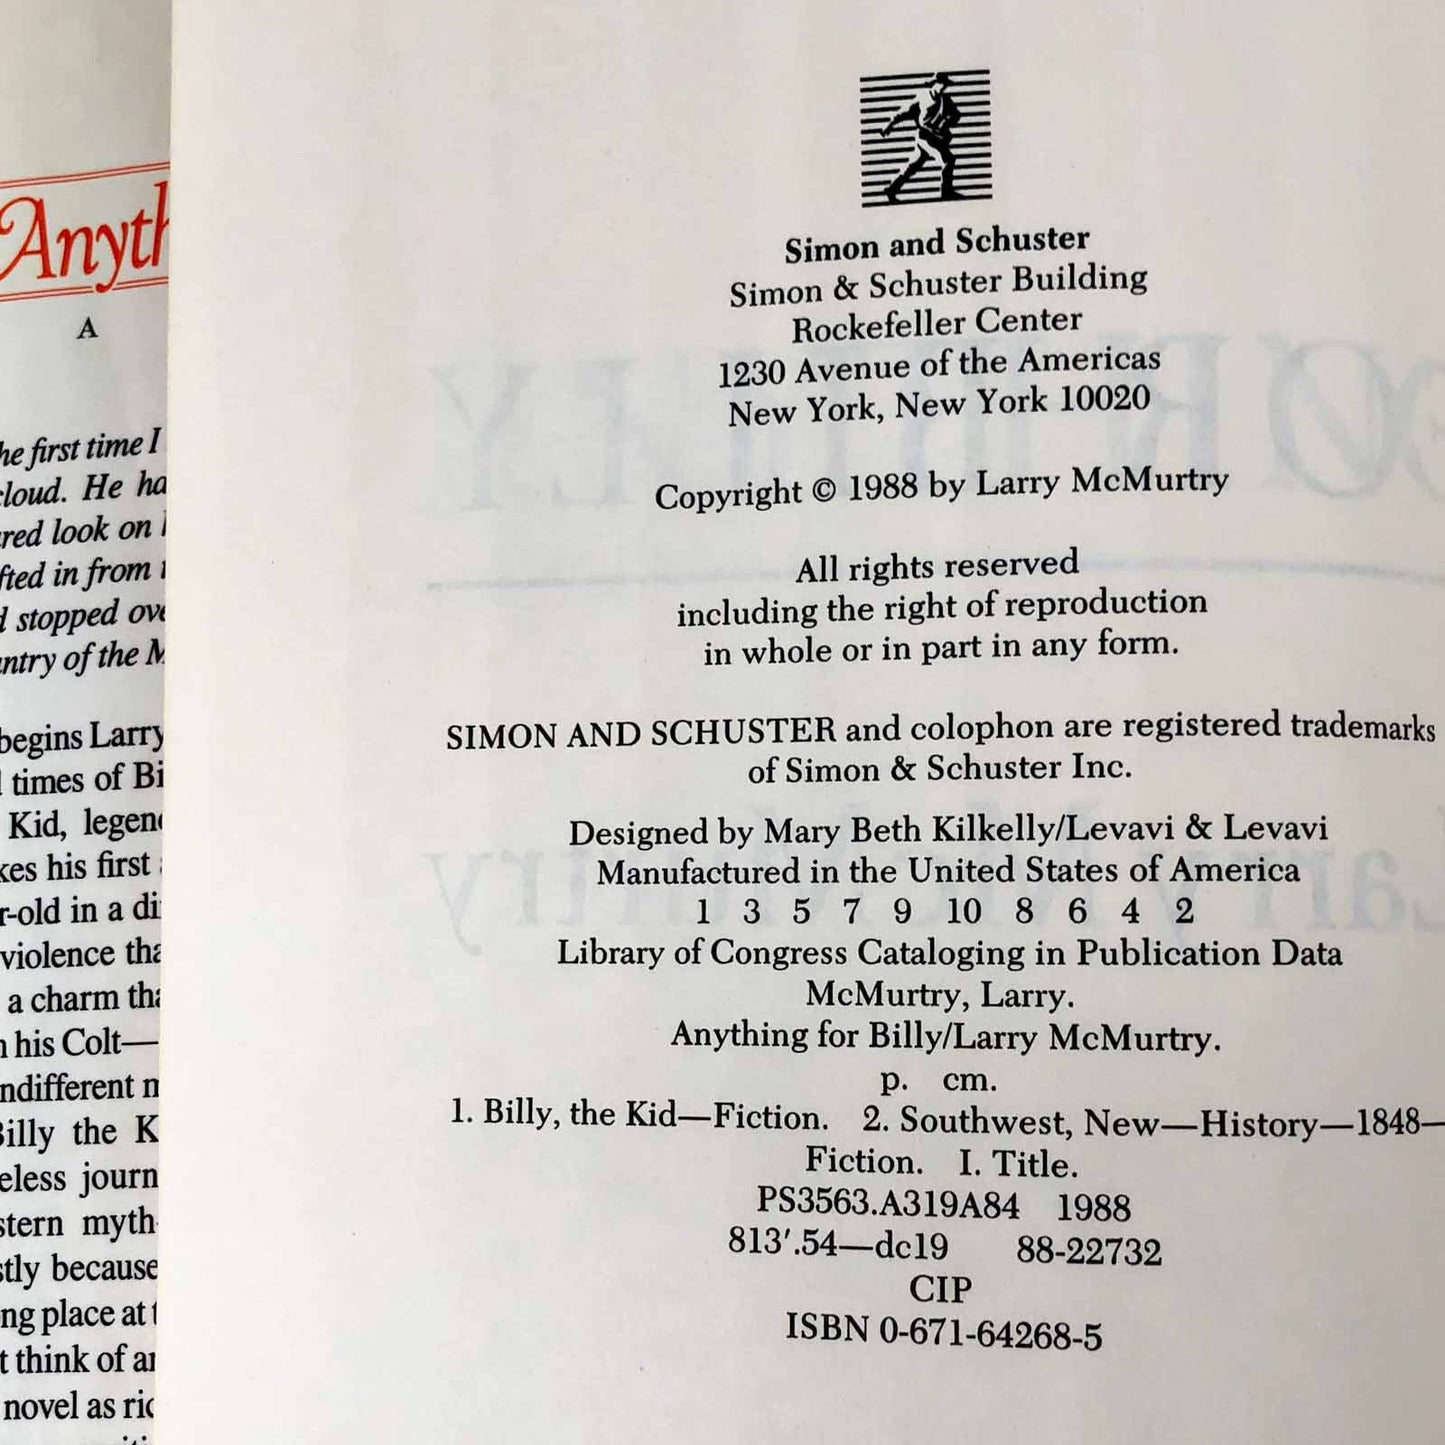 Anyth
A
he first time I
cloud. He ha
red look on
fted in from
d stopped ove
ntry of the M
begins Larry
times of Bi
Kid, legen
kes his first
r-old in a di
violence tha
a charm tha
n his Colt—
ndifferent m
Billy the K
eless journ
stern myth
stly because
ng place at t
t think of an
novel as ric
Simon and Schuster
Simon & Schuster Building
Rockefeller Center
1230 Avenue of the Americas
New York, New York 10020
Copyright © 1988 by Larry McMurtry
All rights reserved
including the right of reproduction
in whole or in part in any form.
SIMON AND SCHUSTER and colophon are registered trademarks
of Simon & Schuster Inc.
Designed by Mary Beth Kilkelly/Levavi & Levavi
Manufactured in the United States of America
1 3 5 7 9 10 8 6 4 2
Library of Congress Cataloging in Publication Data
McMurtry, Larry.
Anything for Billy/Larry McMurtry.
p. cm.
1. Billy, the Kid—Fiction. 2. Southwest, New—History—1848—
Fiction. I. Title.
PS3563.A319A84 1988
813′.54—dc19 88-22732
CIP
ISBN 0-671-64268-5